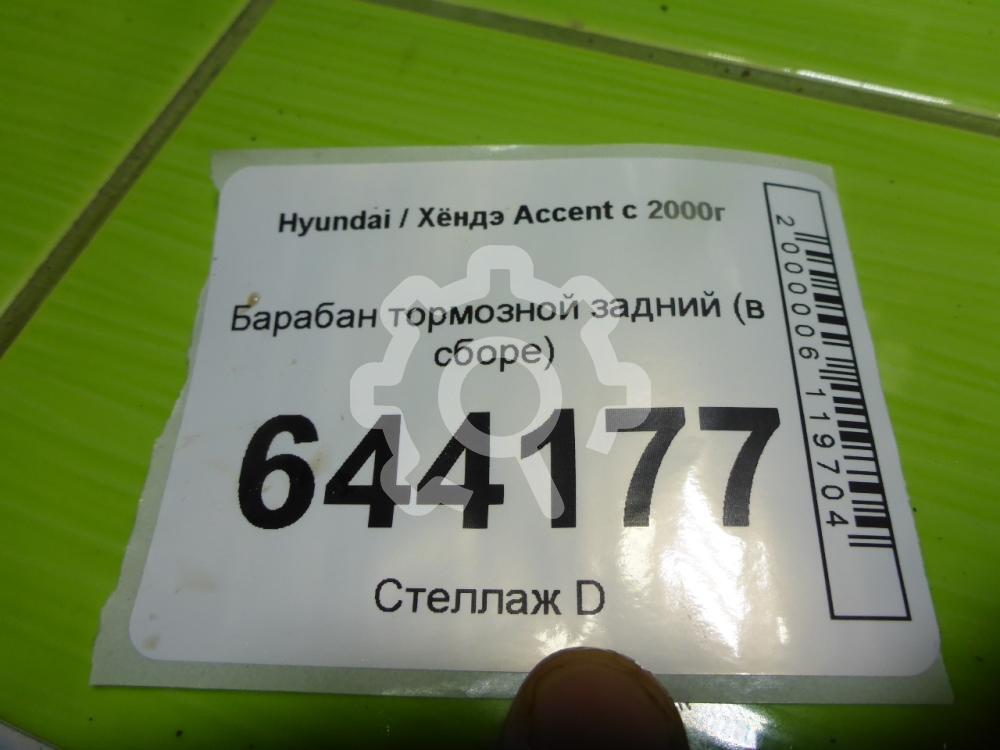 Hyundai / Хёндэ Accent с 2000г
Барабан тормозной задний (в
сборе)
644177
Стеллаж D
2000006119704